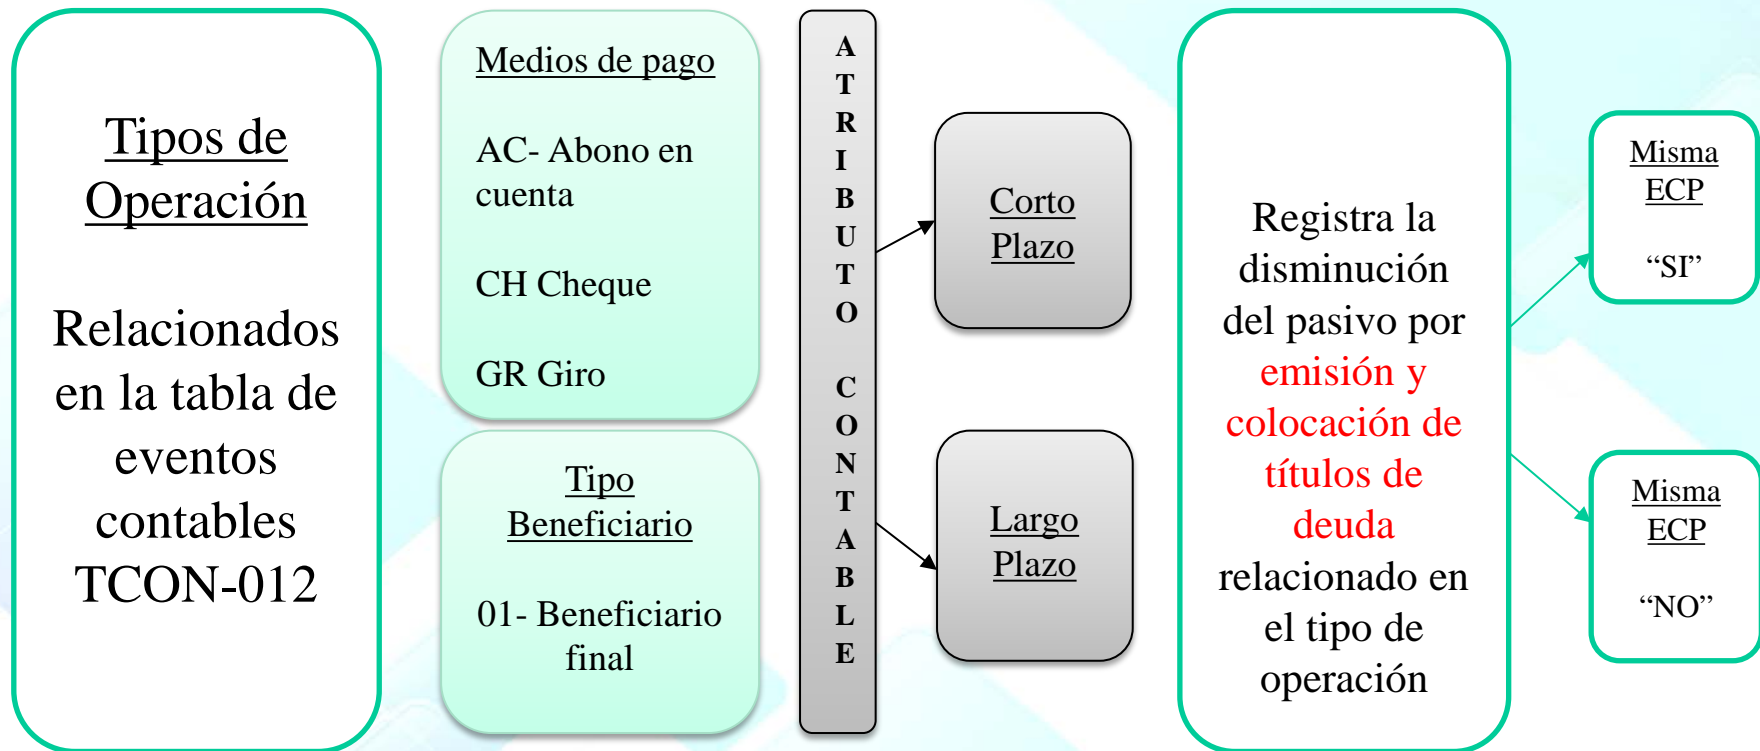 Tipos de
Operación
Relacionados
en la tabla de
eventos
contables
TCON-012
Medios de pago
AC- Abono en
cuenta
CH Cheque
GR Giro
Tipo
Beneficiario
01- Beneficiario
final
A
T
R
I
B
U
T
O
C
O
N
T
A
B
L
E
Corto
Plazo
Largo
Plazo
Registra la
disminución
del pasivo por
emisión y
colocación de
títulos de
deuda
relacionado en
el tipo de
operación
Misma
ECP
“SI”
Misma
ECP
“NO”